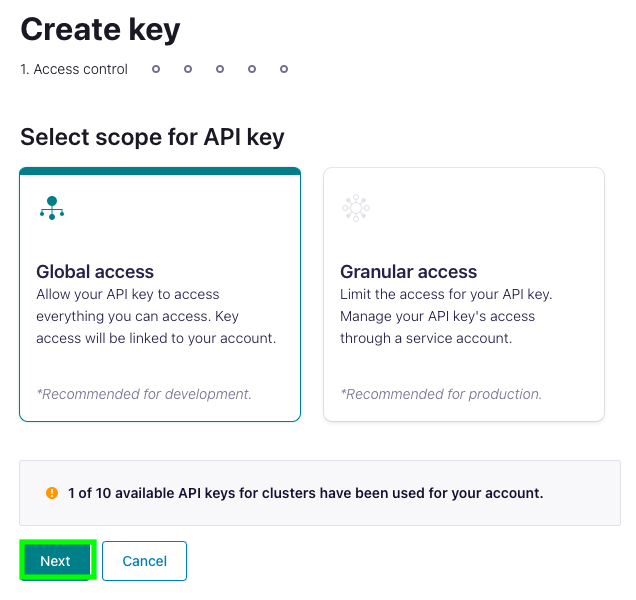 Create key
1. Access control
Select scope for API key
Global access
Allow your API key to access
everything you can access. Key
access will be linked to your account.
*Recommended for development.
Granular access
Limit the access for your API key.
Manage your API key's access
through a service account.
*Recommended for production.
1 of 10 available API keys for clusters have been used for your account.
Next
Cancel